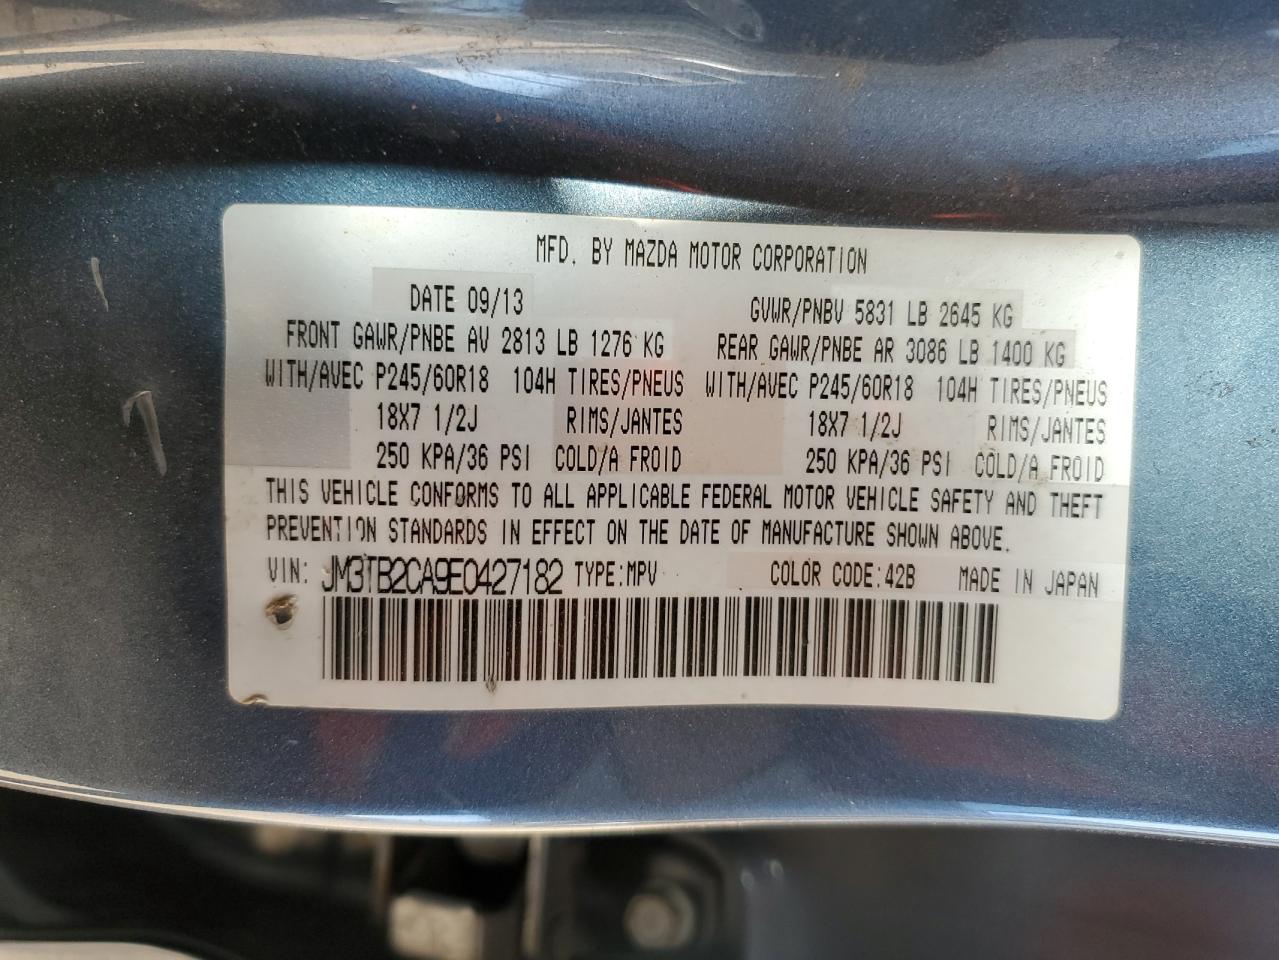 MFD. BY MAZDA MOTOR CORPORATION
DATE 09/13 GVWR/PNBV 5831 LB 2645 KG
FRONT GAWR/PNBE AV 2813 LB 1276 KG REAR GAWR/PNBE AR 3086 LB 1400 KG
WITH/AVEC P245/60R18 104H TIRES/PNEUS WITH/AVEC P245/60R18 104H TIRES/PNEUS
18X7 1/2J RIMS/JANTES 18X7 1/2J RIMS/JANTES
250 KPA/36 PSI COLD/A FROID 250 KPA/36 PSI COLD/A FROID
THIS VEHICLE CONFORMS TO ALL APPLICABLE FEDERAL MOTOR VEHICLE SAFETY AND THEFT
PREVENTION STANDARDS IN EFFECT ON THE DATE OF MANUFACTURE SHOWN ABOVE.
VIN: JM3TB2CA9E0427182 TYPE:MPV COLOR CODE:42B MADE IN JAPAN